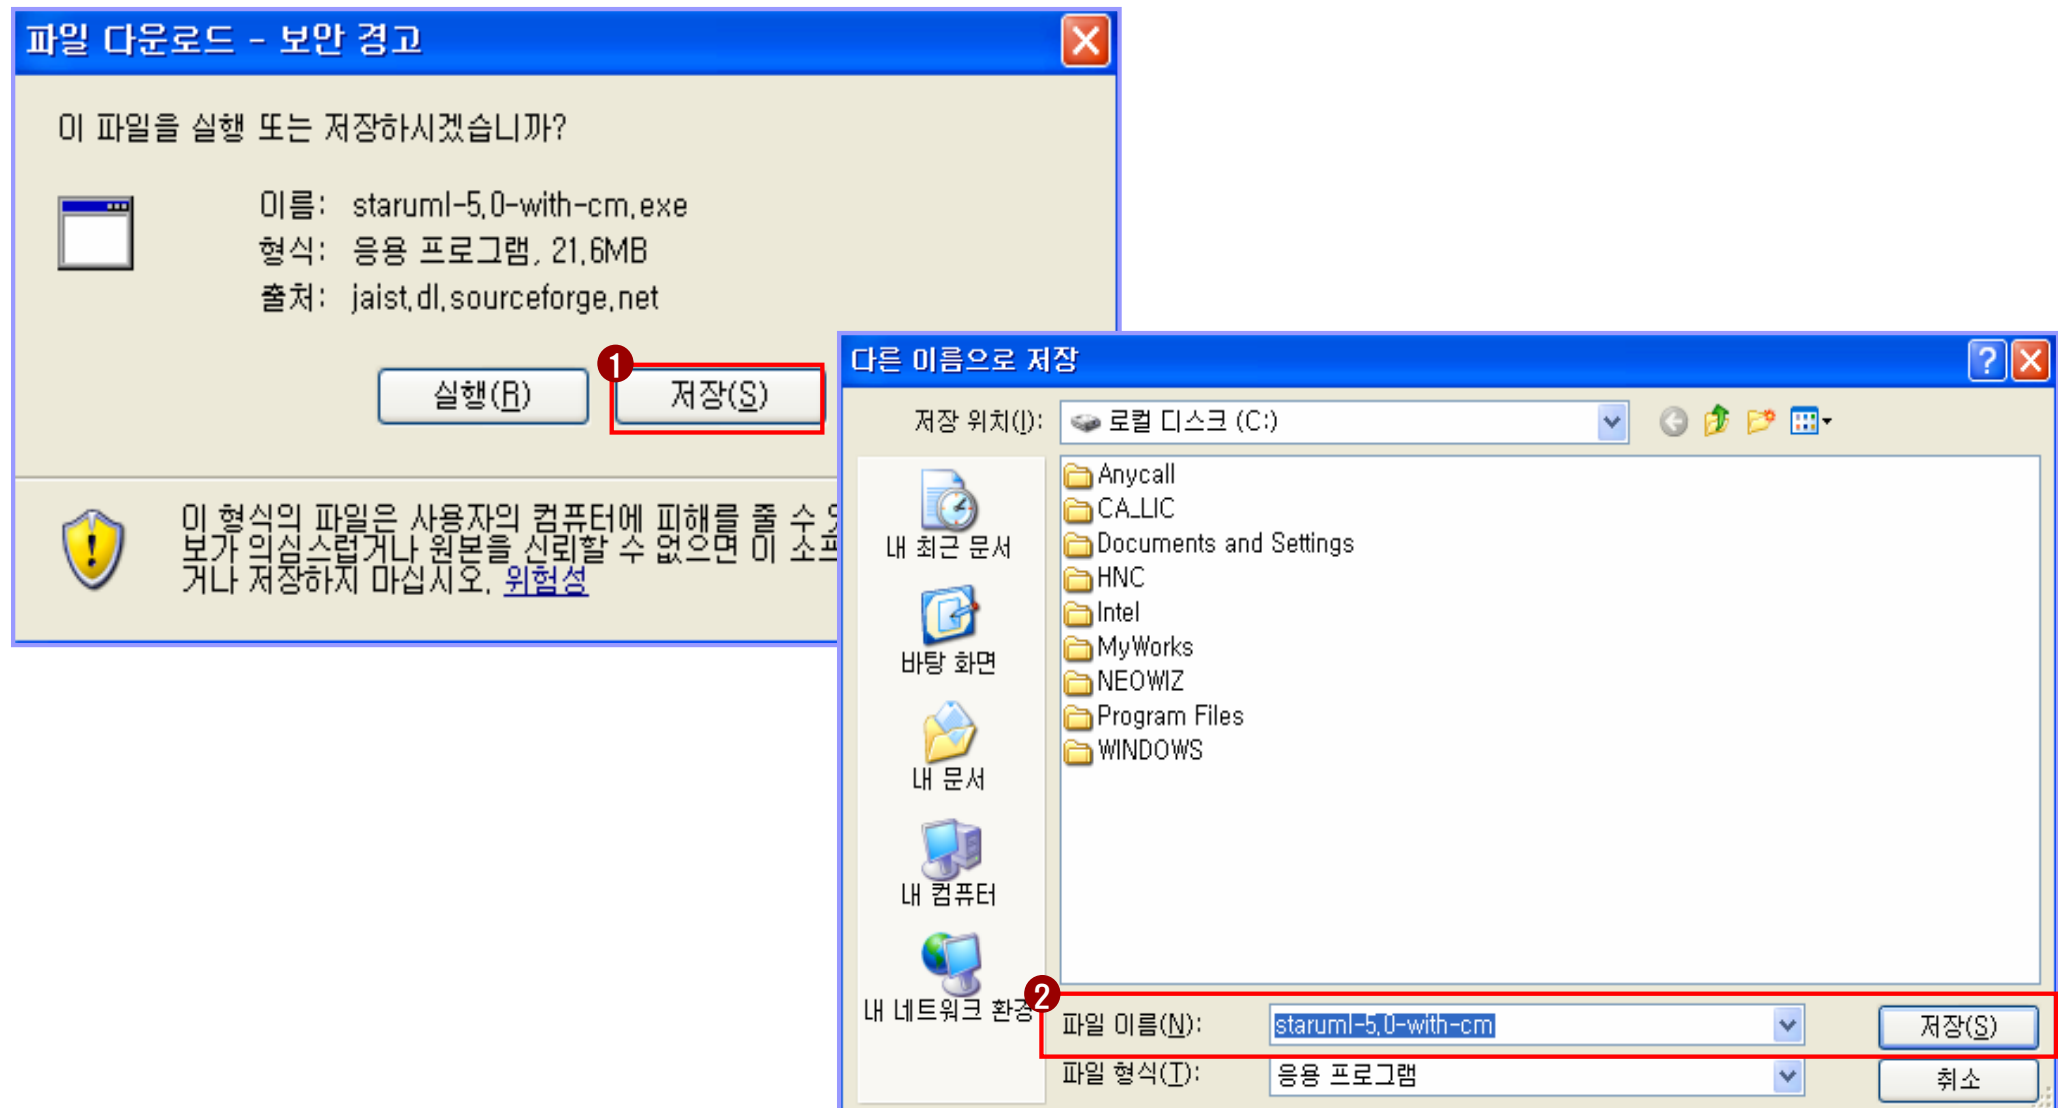 파일 다운로드 - 보안 경고
이 파일을 실행 또는 저장하시겠습니까?
이름: staruml-5.0-with-cm.exe
형식: 응용 프로그램, 21.6MB
출처: jaist.dl.sourceforge.net
1
실행(R)
저장(S)
이 형식의 파일은 사용자의 컴퓨터에 피해를 줄 수
보가 의심스럽거나 원본을 신뢰할 수 없으면 이
거나 저장하지 마십시오. 위험성
다른 이름으로 저장
저장 위치(I): 로컬 디스크 (C:)
내 최근 문서
바탕 화면
내 문서
내 컴퓨터
내 네트워크 환경
Anycall
CA_LIC
Documents and Settings
HNC
Intel
MyWorks
NEOWIZ
Program Files
WINDOWS
2
파일 이름(N): staruml-5.0-with-cm 저장(S)
파일 형식(T): 응용 프로그램 취소